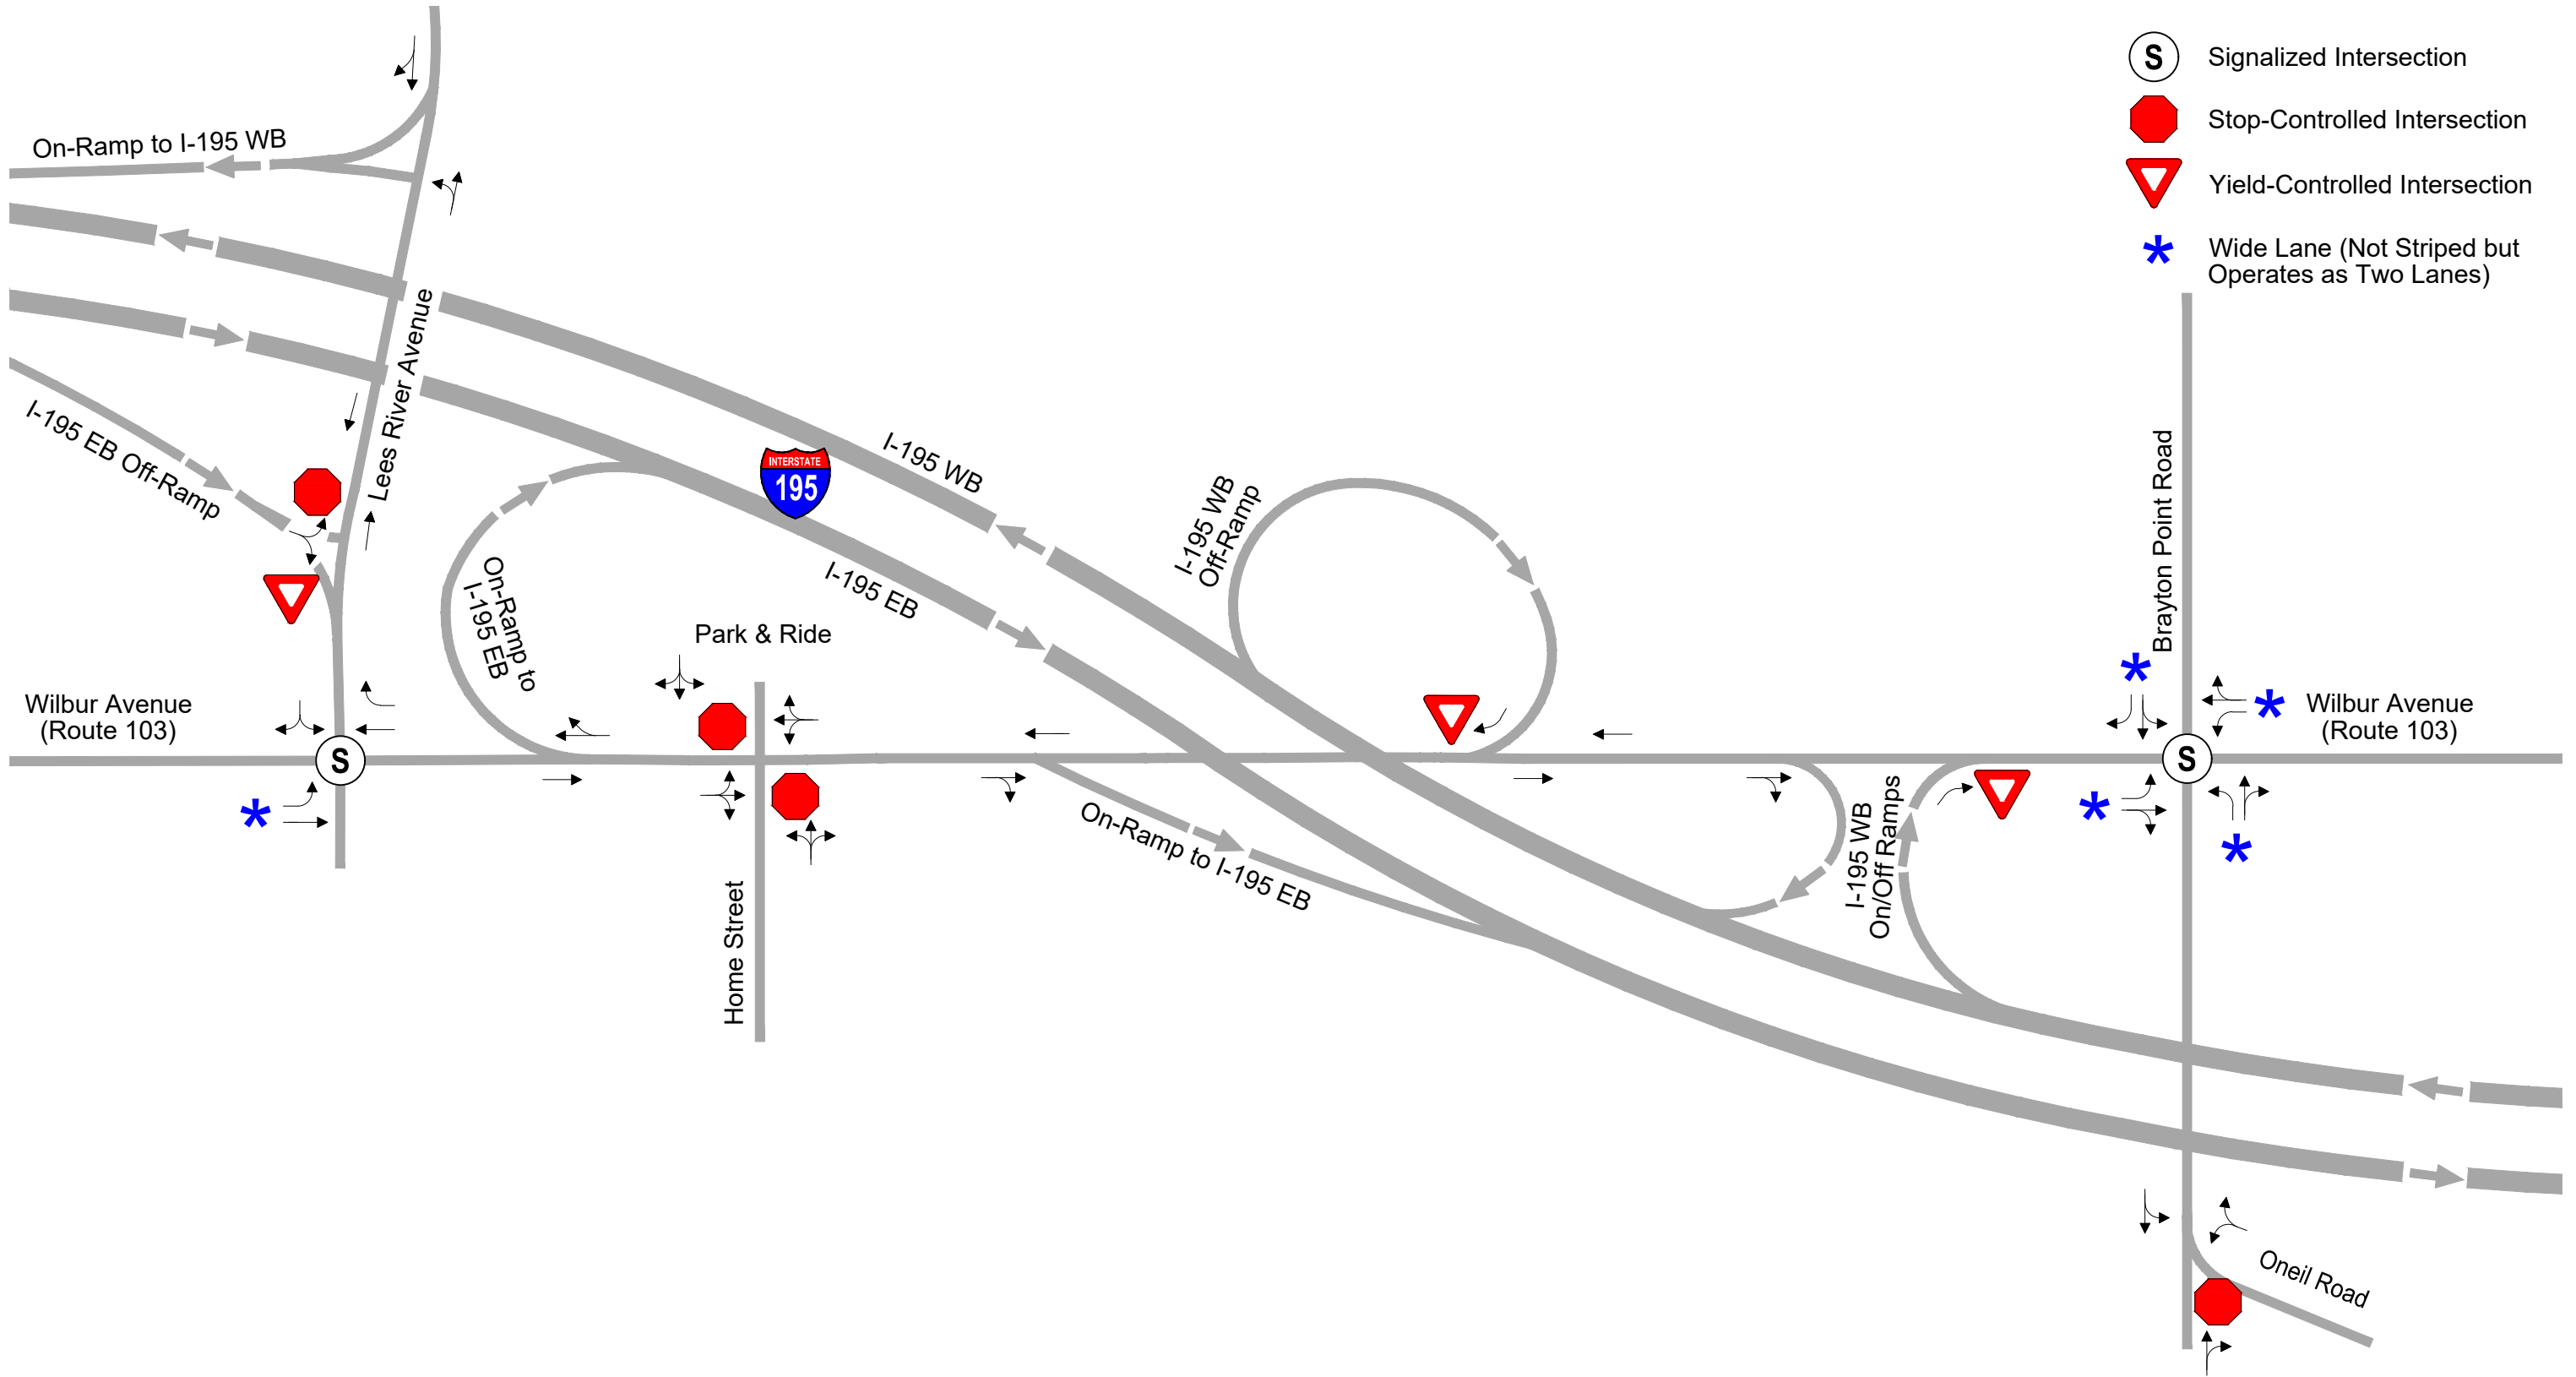 S Signalized Intersection
Stop-Controlled Intersection
Yield-Controlled Intersection
* Wide Lane (Not Striped but
Operates as Two Lanes)
On-Ramp to I-195 WB
Lees River Avenue
I-195 EB Off-Ramp
I-195 WB
INTERSTATE
195
I-195 EB
On-Ramp to
I-195 EB
Park & Ride
I-195 WB
Off-Ramp
Brayton Point Road
*
*
Wilbur Avenue
(Route 103)
Wilbur Avenue
(Route 103)
S
S
*
*
*
On-Ramp to I-195 EB
I-195 WB
On/Off Ramps
Home Street
Oneil Road